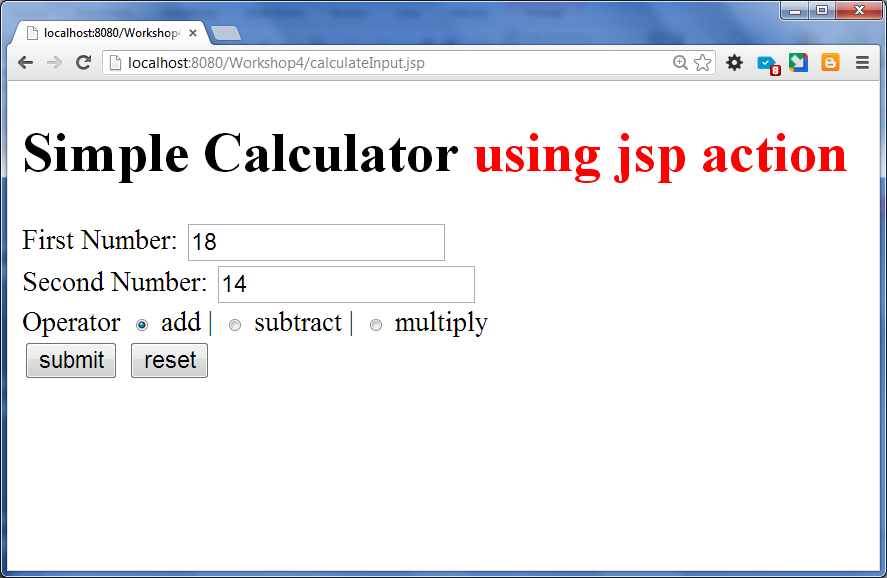 localhost:8080/Workshop4
localhost:8080/Workshop4/calculateInput.jsp
8
Simple Calculator using jsp action
First Number: 18
Second Number: 14
Operator add | subtract | multiply
submit reset